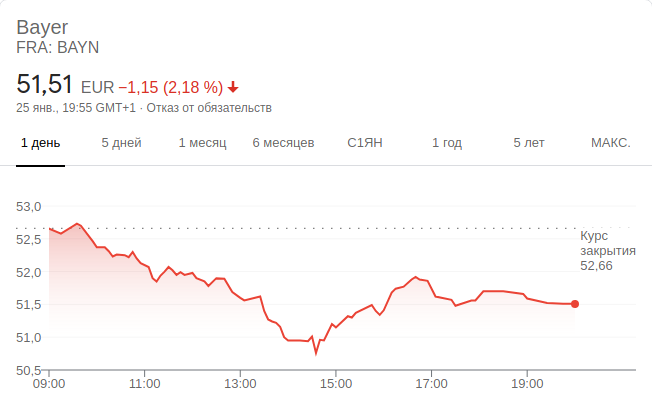 Bayer
FRA: BAYN
51,51 EUR −1,15 (2,18 %)
25 янв., 19:55 GMT+1 · Отказ от обязательств
1 день 5 дней 1 месяц 6 месяцев С1ЯН 1 год 5 лет МАКС.
53,0
52,5
52,0
51,5
51,0
50,5
Курс
закрытия
52,66
09:00 11:00 13:00 15:00 17:00 19:00